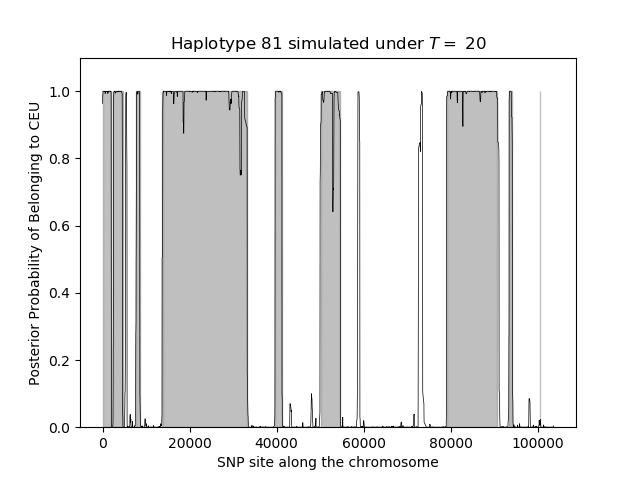 Haplotype 81 simulated under T = 20
Posterior Probability of Belonging to CEU
1.0
0.8
0.6
0.4
0.2
0.0
0 20000 40000 60000 80000 100000
SNP site along the chromosome